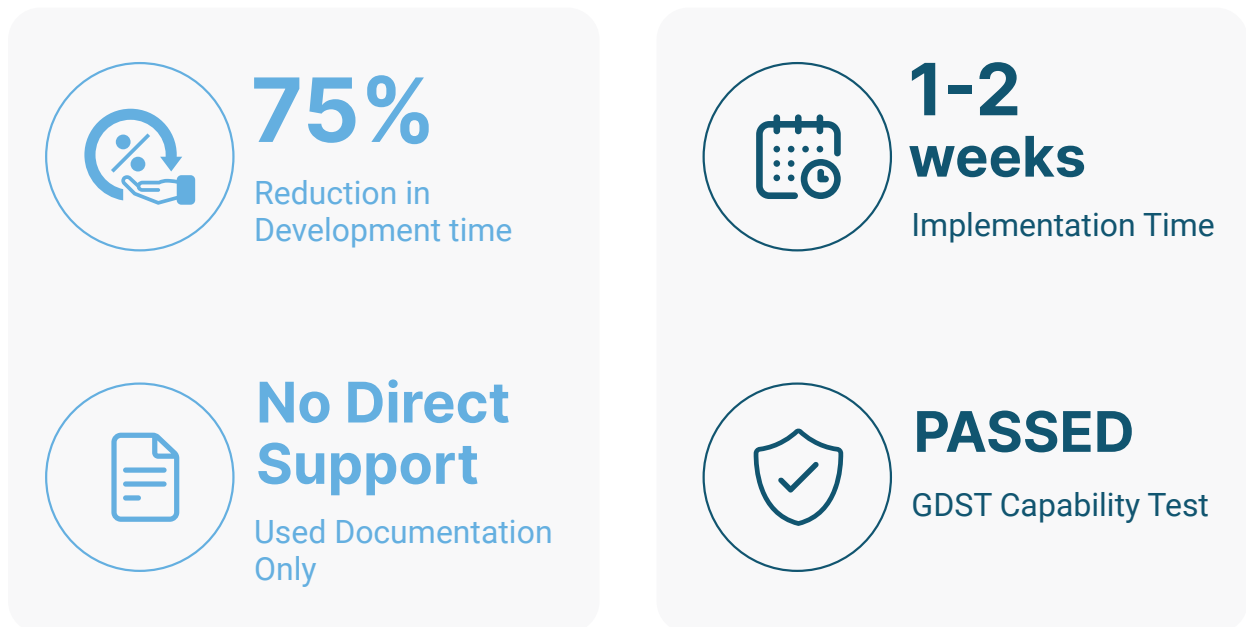 75%
Reduction in
Development time
No Direct
Support
Used Documentation
Only
1-2
weeks
Implementation Time
PASSED
GDST Capability Test